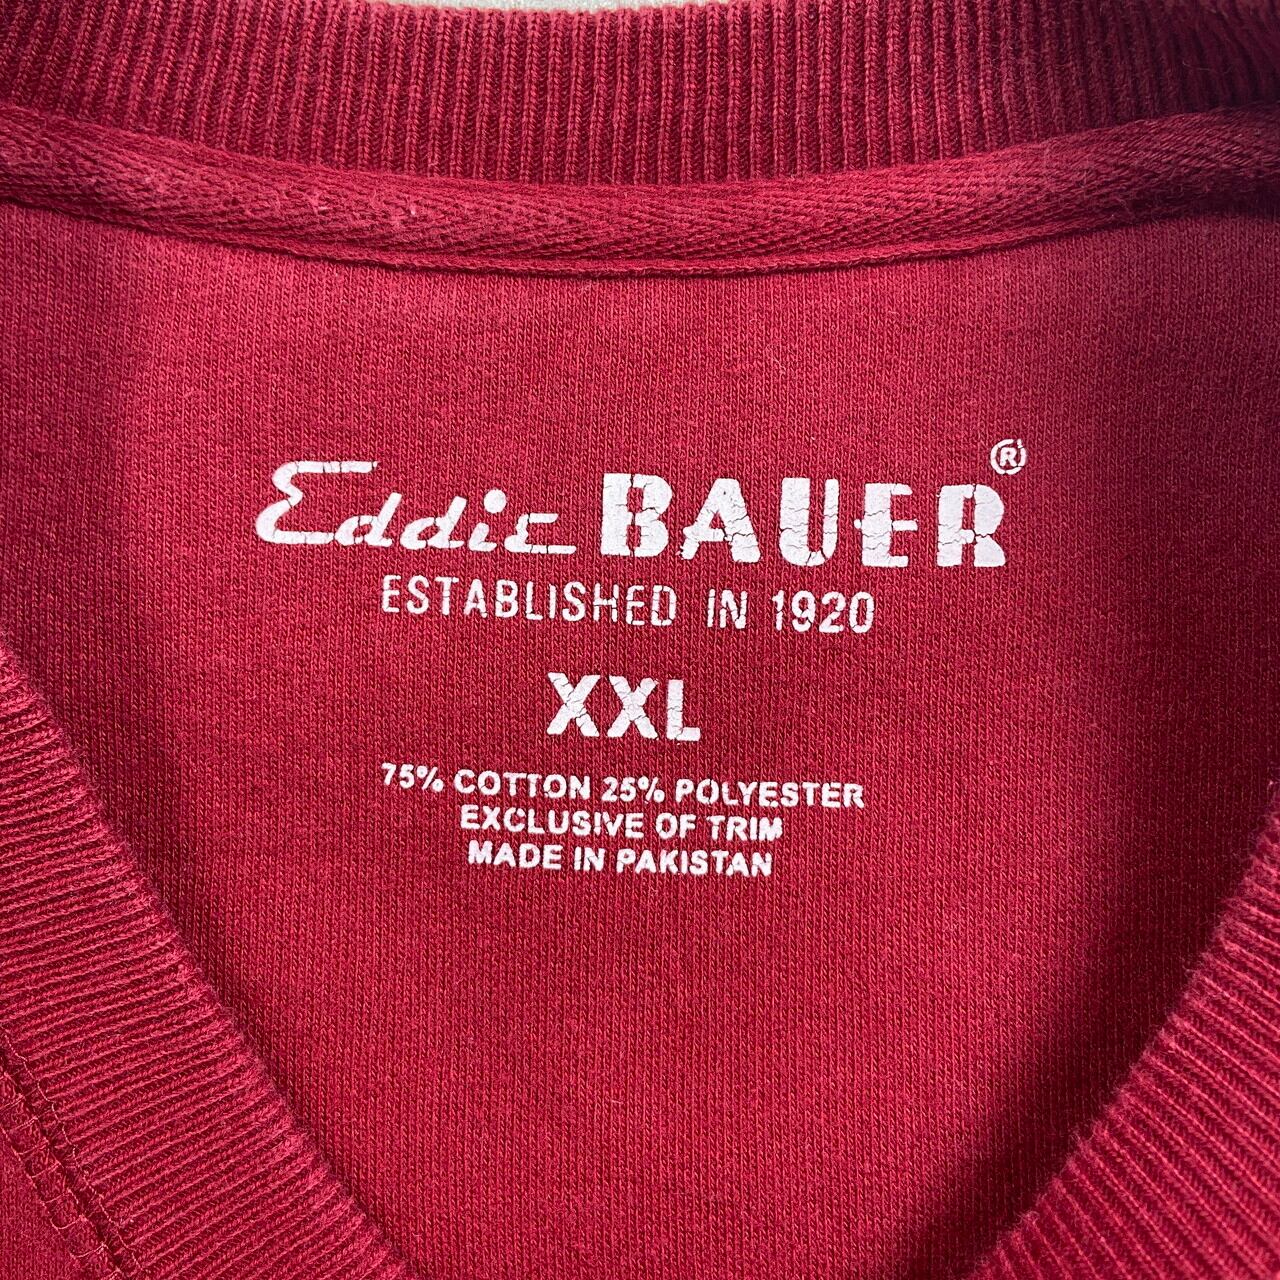 Eddie BAUER®
ESTABLISHED IN 1920
XXL
75% COTTON 25% POLYESTER
EXCLUSIVE OF TRIM
MADE IN PAKISTAN